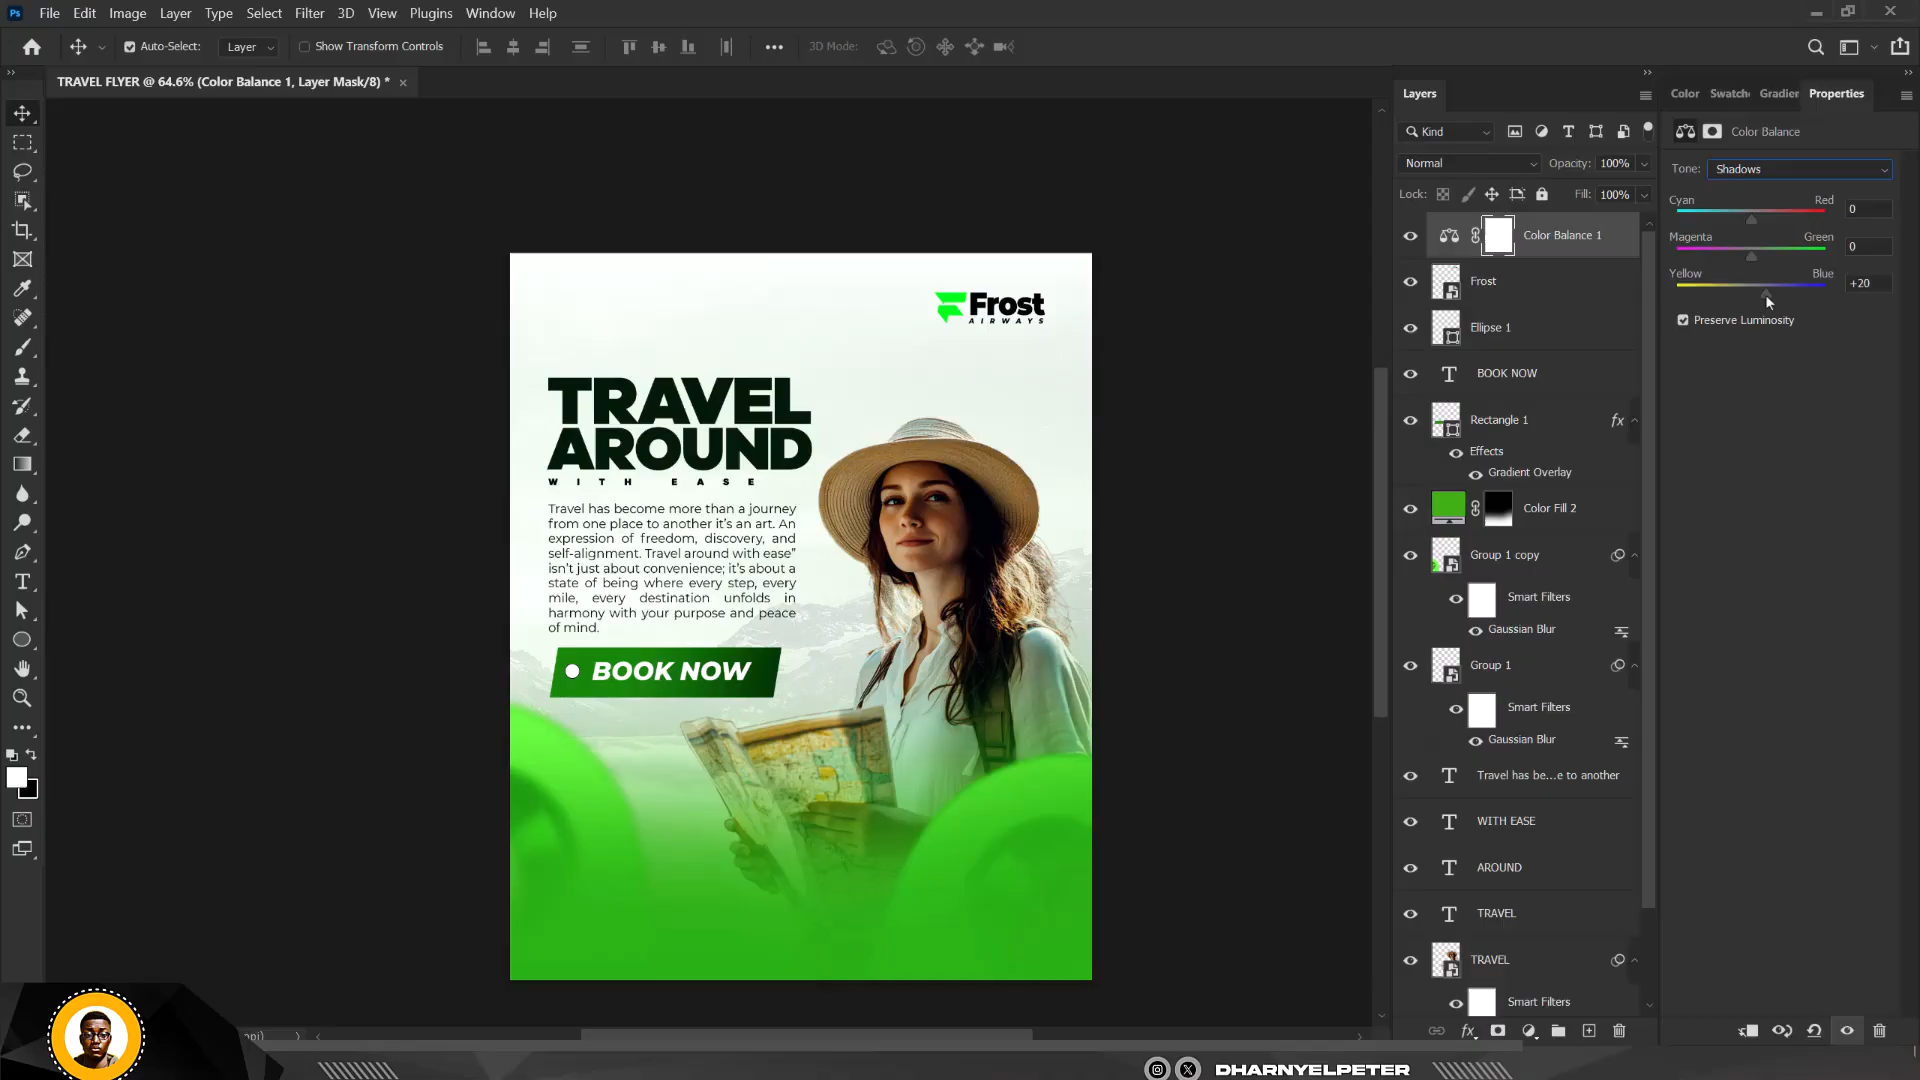 Ps File Edit Image Layer Type Select Filter 3D View Plugins Window Help
Auto-Select: Layer Show Transform Controls 3D Mode:
TRAVEL FLYER @ 64.6% (Color Balance 1, Layer Mask/8) *
Frost
AIRWAYS
TRAVEL
AROUND
WITH EASE
Travel has become more than a journey
from one place to another it's an art. An
expression of freedom, discovery, and
self-alignment. Travel around with ease"
isn't just about convenience; it's about a
state of being where every step, every
mile, every destination unfolds in
harmony with your purpose and peace
of mind.
BOOK NOW
Layers
Kind
Normal Opacity: 100%
Lock: Fill: 100%
Color Balance 1
Frost
Ellipse 1
BOOK NOW
Rectangle 1 fx
Effects
Gradient Overlay
Color Fill 2
Group 1 copy
Smart Filters
Gaussian Blur
Group 1
Smart Filters
Gaussian Blur
Travel has be...e to another
WITH EASE
AROUND
TRAVEL
TRAVEL
Smart Filters
fx
Color Swatch Gradien Properties
Color Balance
Tone: Shadows
Cyan Red 0
Magenta Green 0
Yellow Blue +20
Preserve Luminosity
opi)
DHARNYELPETER